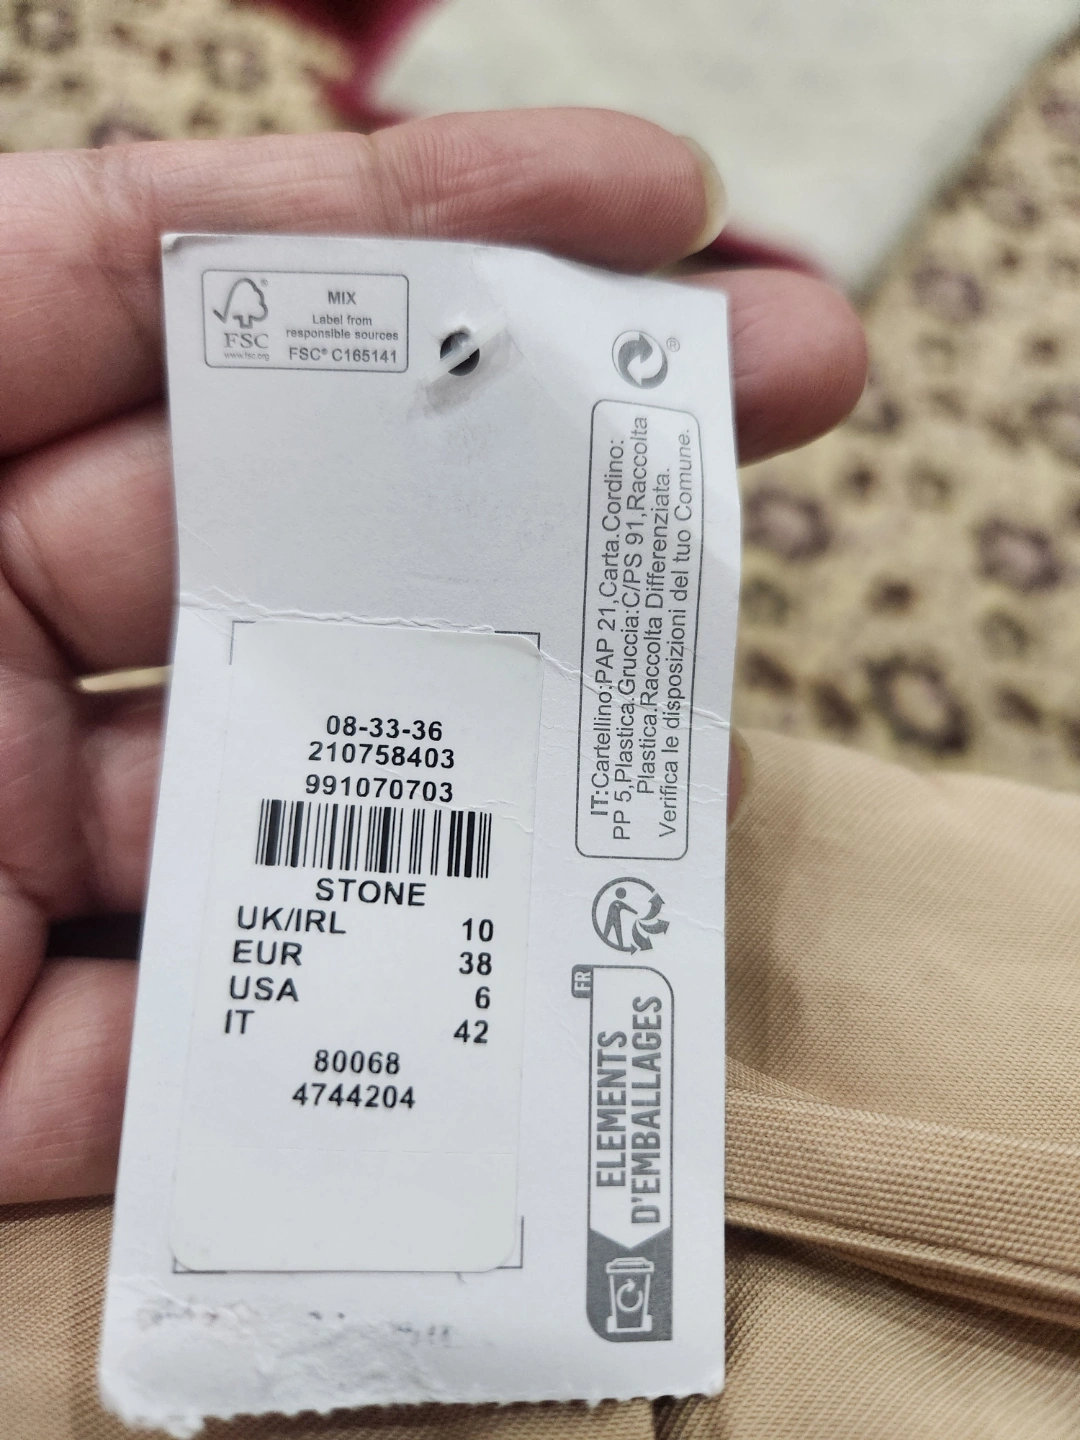 MIX
Label from
responsible sources
FSC® C165141
FSC
www.fsc.org
®
IT:Cartellino:PAP 21,Carta.Cordino:
PP 5,Plastica.Gruccia:C/PS 91,Raccolta
Plastica.Raccolta Differenziata.
Verifica le disposizioni del tuo Comune.
08-33-36
210758403
991070703
STONE
UK/IRL 10
EUR 38
USA 6
IT 42
80068
4744204
FR
ELEMENTS
D'EMBALLAGES